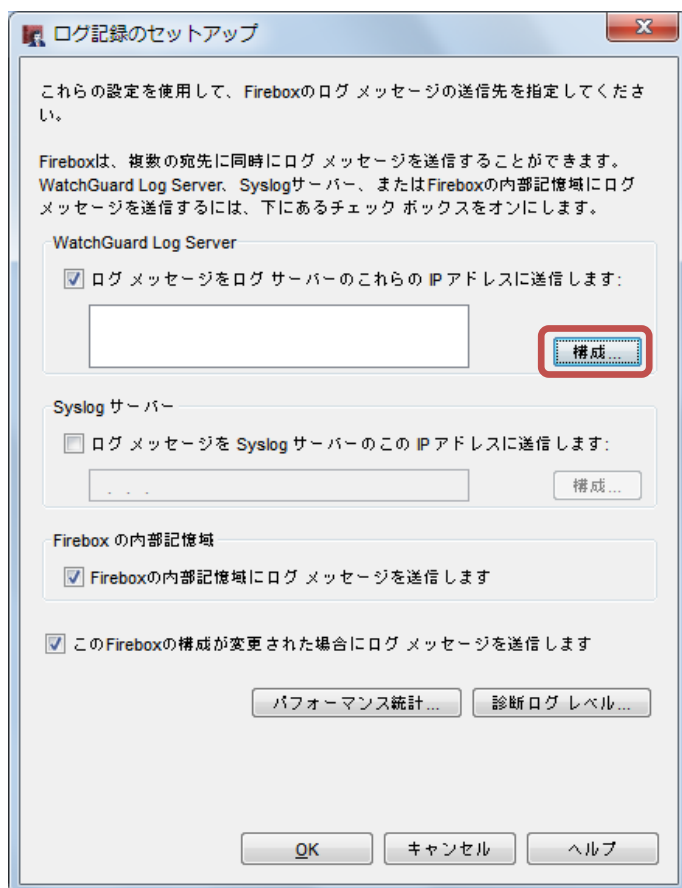 ログ記録のセットアップ
これらの設定を使用して、Fireboxのログ メッセージの送信先を指定してくださ
い。
Fireboxは、複数の宛先に同時にログ メッセージを送信することができます。
WatchGuard Log Server、Syslogサーバー、またはFireboxの内部記憶域にログ
メッセージを送信するには、下にあるチェック ボックスをオンにします。
WatchGuard Log Server
ログ メッセージをログ サーバーのこれらの IP アドレスに送信します:
構成...
Syslog サーバー
ログ メッセージを Syslog サーバーのこの IP アドレスに送信します:
. . .
構成...
Firebox の内部記憶域
Fireboxの内部記憶域にログ メッセージを送信します
このFireboxの構成が変更された場合にログ メッセージを送信します
パフォーマンス統計... 診断ログ レベル...
OK キャンセル ヘルプ